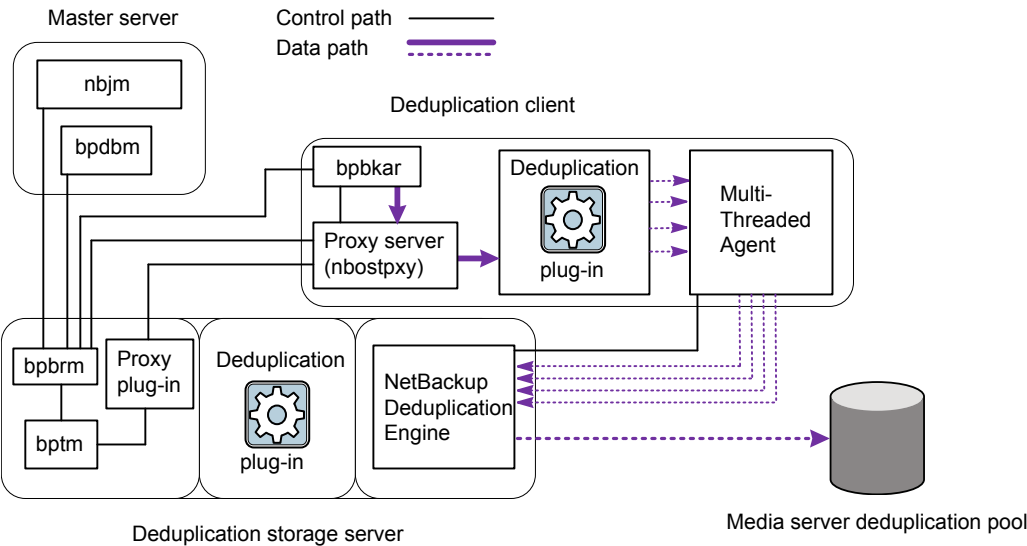 Master server
Control path
Data path
nbjm
bpdbm
Deduplication client
bpbkar
Proxy server
(nbostpxy)
Deduplication
plug-in
Multi-
Threaded
Agent
bpbrm
Proxy
plug-in
bptm
Deduplication
plug-in
NetBackup
Deduplication
Engine
Deduplication storage server
Media server deduplication pool